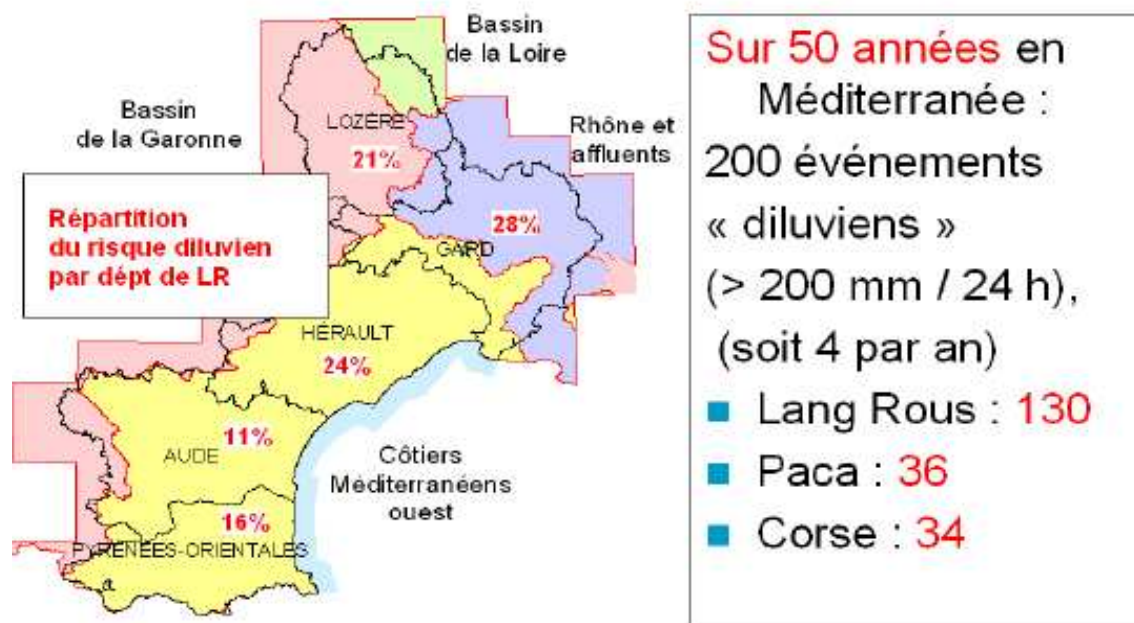 Bassin
de la Loire
Bassin
de la Garonne
LOZÈRE
21%
Rhône et
affluents
Répartition
du risque diluvien
par dépt de LR
28%
GARD
HÉRAULT
24%
11%
AUDE
Côtiers
Méditerranéens
ouest
16%
PYRENÉES-ORIENTALES
Sur 50 années en
Méditerranée :
200 événements
« diluviens »
(> 200 mm / 24 h),
(soit 4 par an)
Lang Rous : 130
Paca : 36
Corse : 34